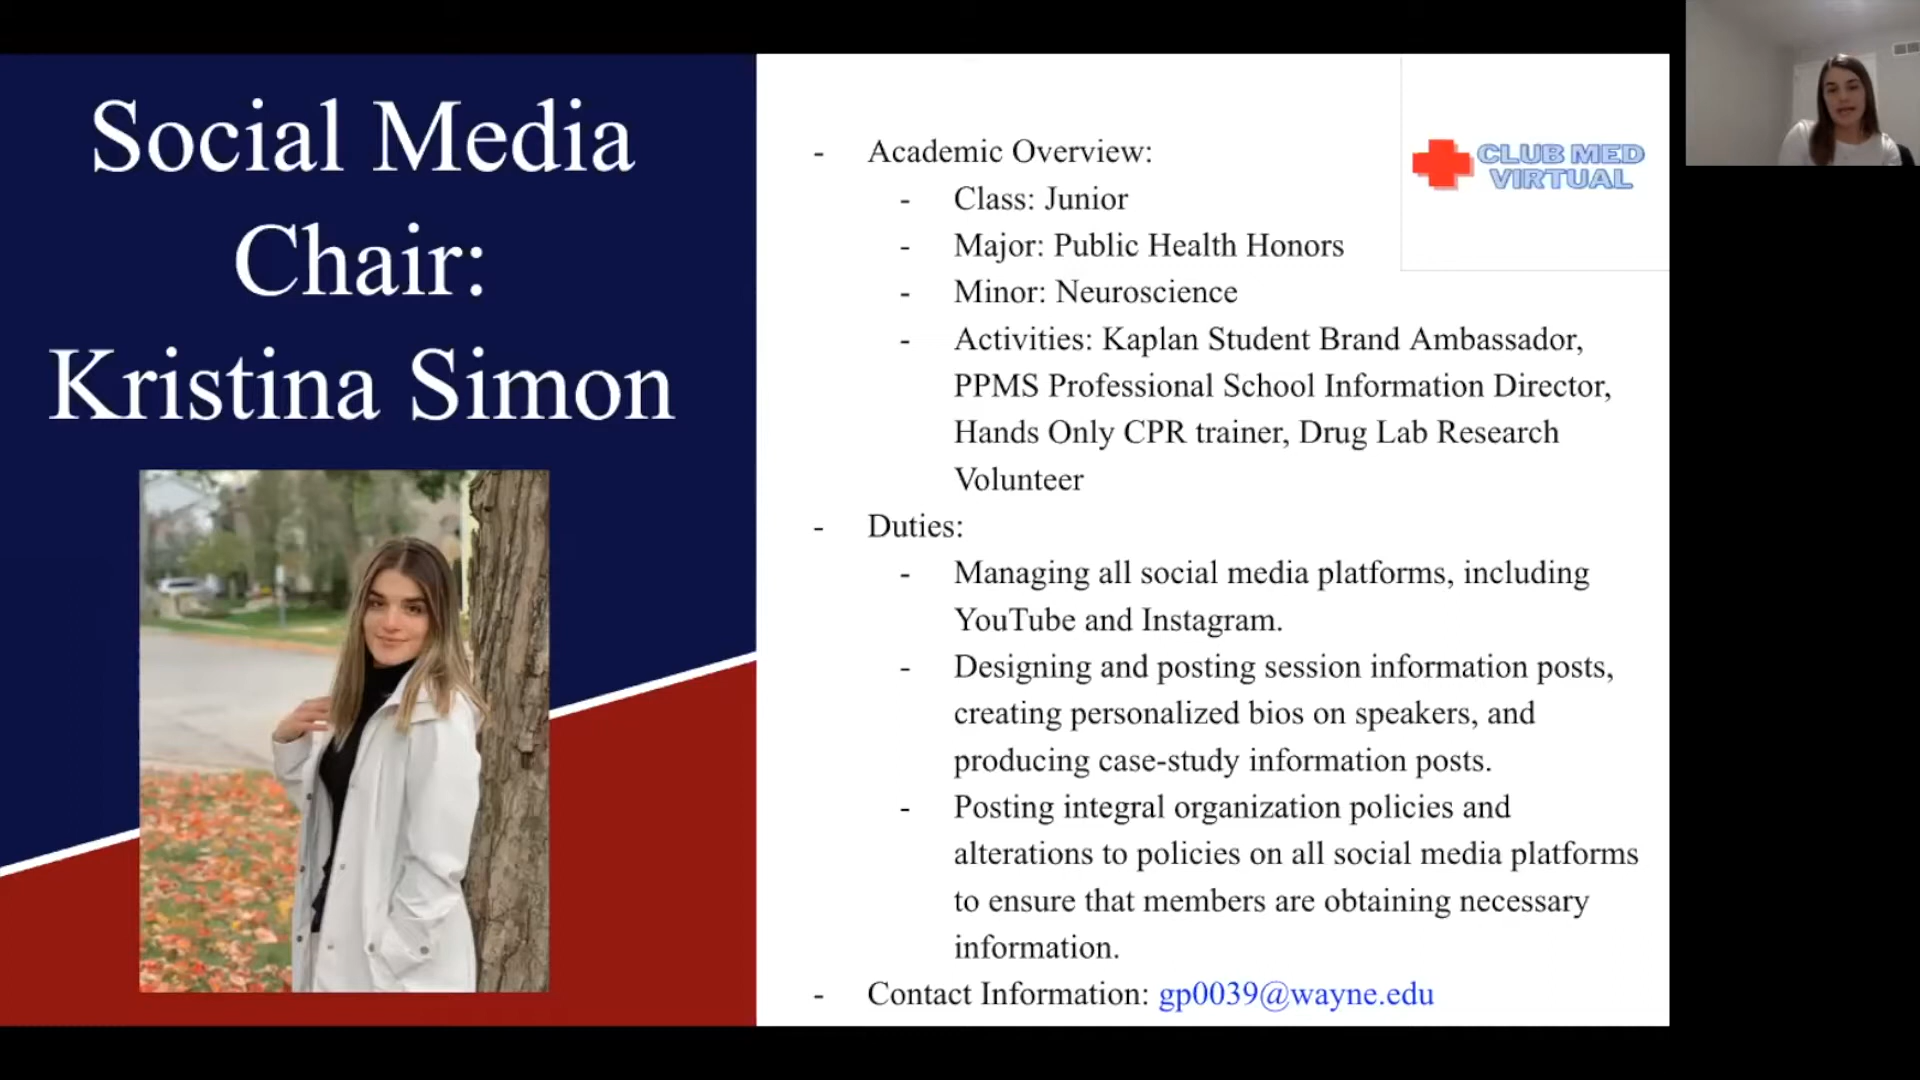 Social Media
Chair:
Kristina Simon
CLUB MED
VIRTUAL
- Academic Overview:
- Class: Junior
- Major: Public Health Honors
- Minor: Neuroscience
- Activities: Kaplan Student Brand Ambassador,
PPMS Professional School Information Director,
Hands Only CPR trainer, Drug Lab Research
Volunteer
- Duties:
- Managing all social media platforms, including
YouTube and Instagram.
- Designing and posting session information posts,
creating personalized bios on speakers, and
producing case-study information posts.
- Posting integral organization policies and
alterations to policies on all social media platforms
to ensure that members are obtaining necessary
information.
- Contact Information: gp0039@wayne.edu